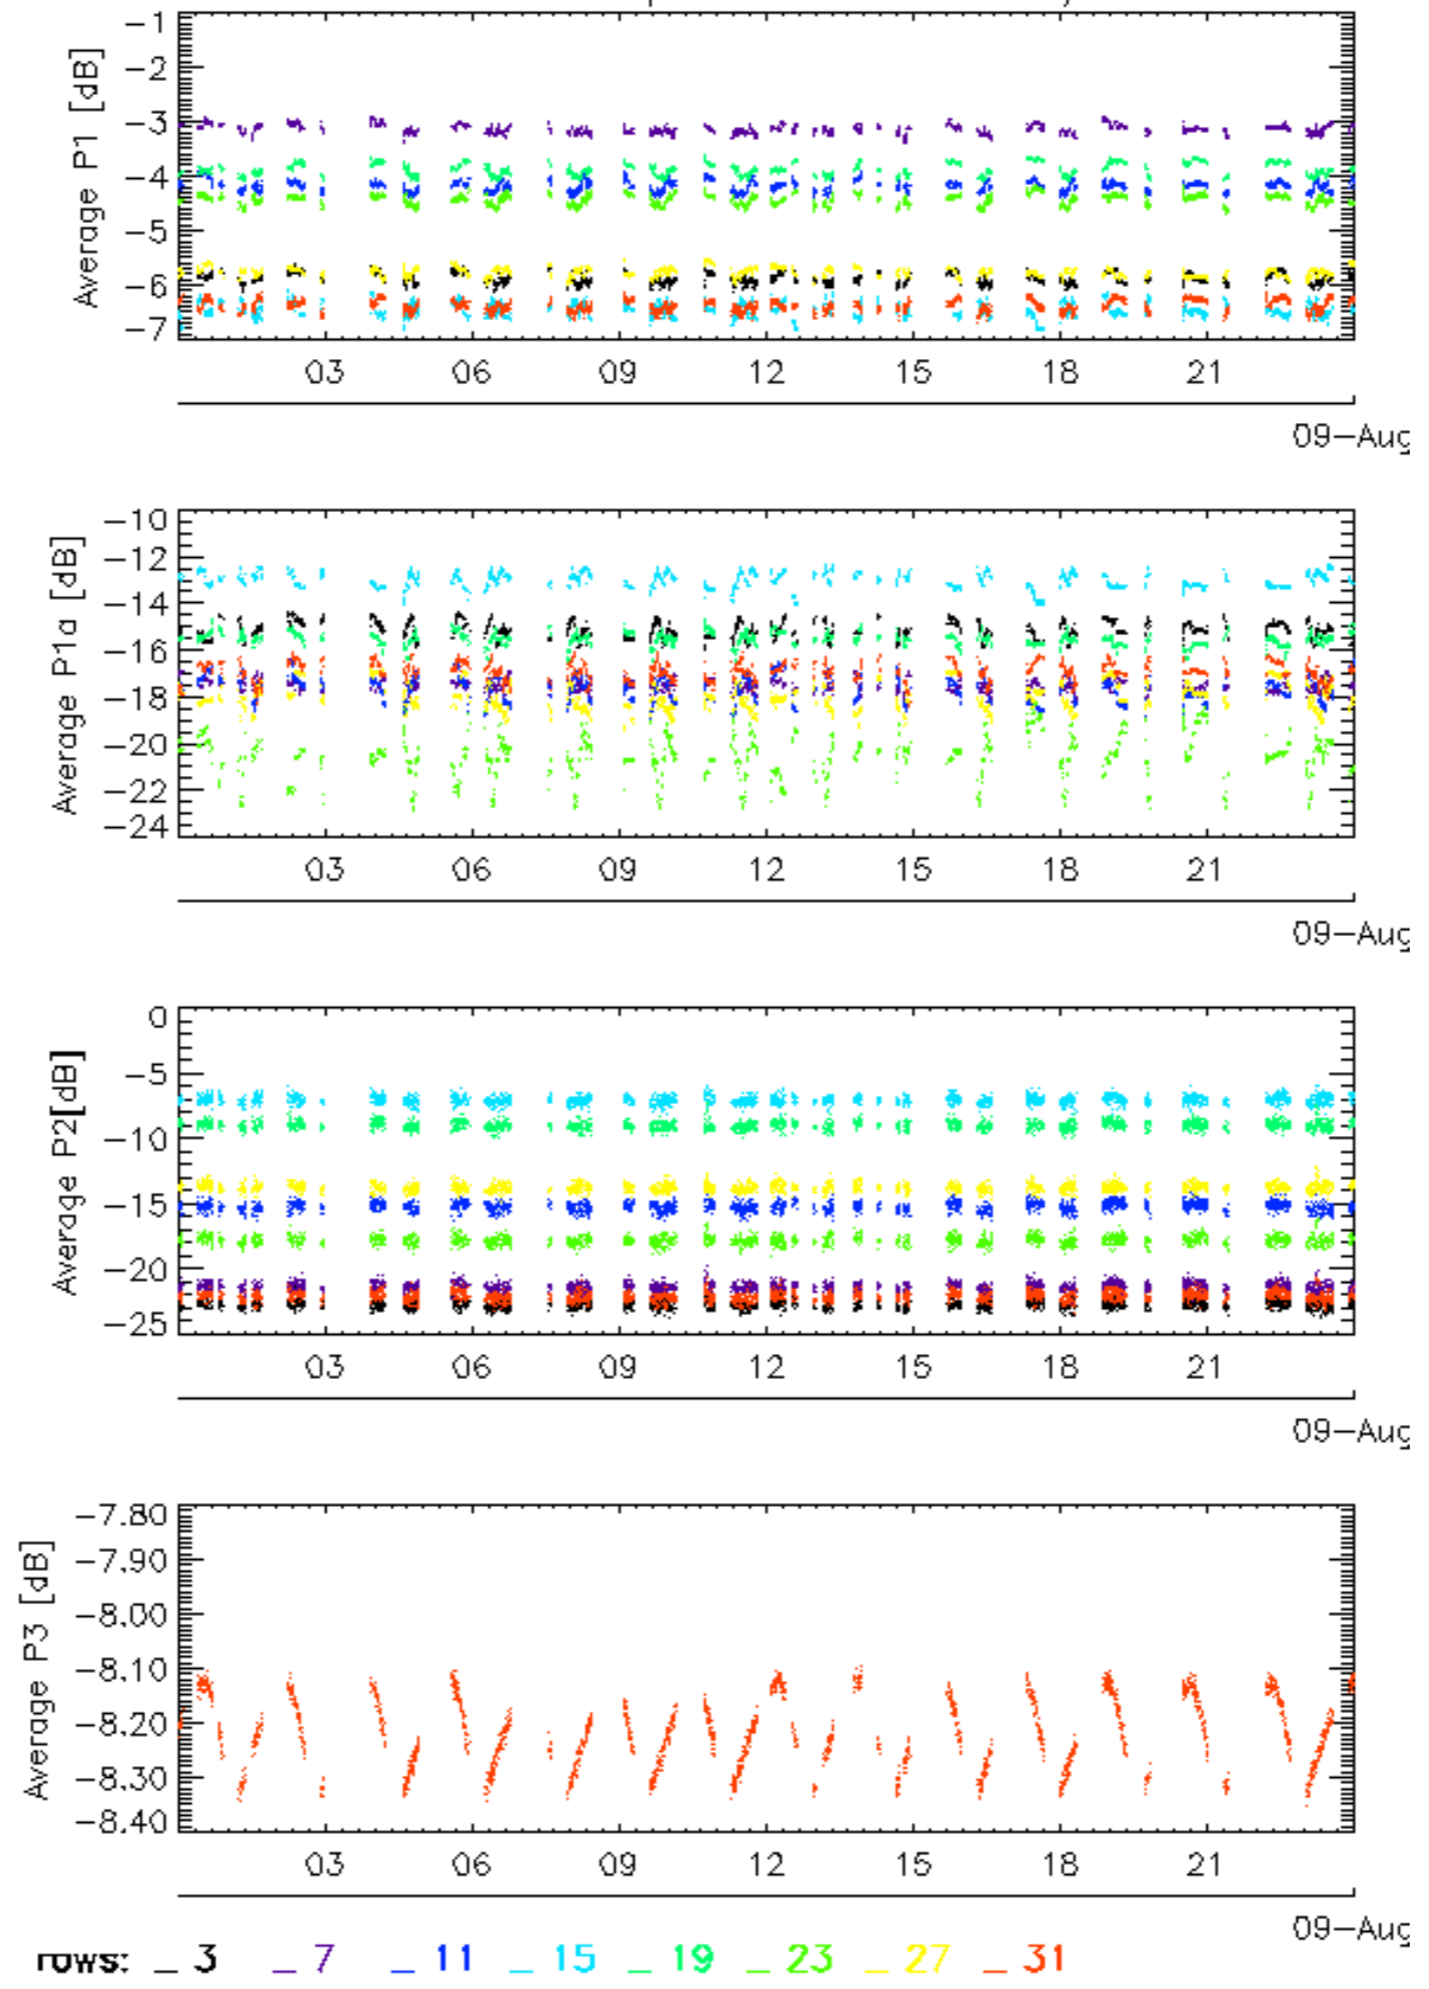 Average P1 [dB]
-1
-2
-3
-4
-5
-6
-7
03 06 09 12 15 18 21
09-Aug
Average P1a [dB]
-10
-12
-14
-16
-18
-20
-22
-24
03 06 09 12 15 18 21
09-Aug
Average P2[dB]
0
-5
-10
-15
-20
-25
03 06 09 12 15 18 21
09-Aug
Average P3 [dB]
-7.80
-7.90
-8.00
-8.10
-8.20
-8.30
-8.40
03 06 09 12 15 18 21
09-Aug
rows: _ 3 _ 7 _ 11 _ 15 _ 19 _ 23 _ 27 _ 31